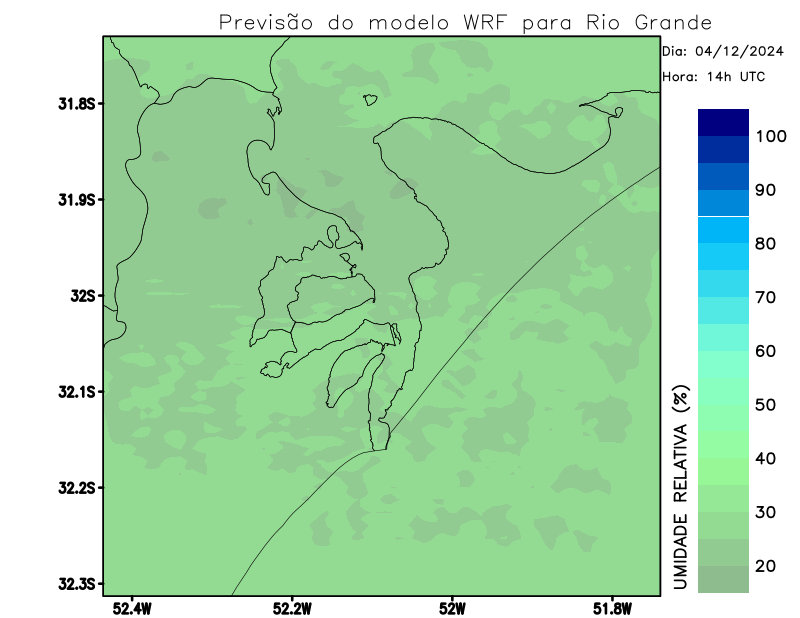 Previsão do modelo WRF para Rio Grande
Dia: 04/12/2024
Hora: 14h UTC
31.8S
31.9S
32S
32.1S
32.2S
32.3S
52.4W
52.2W
52W
51.8W
100
90
80
70
60
50
40
30
20
UMIDADE RELATIVA (%)